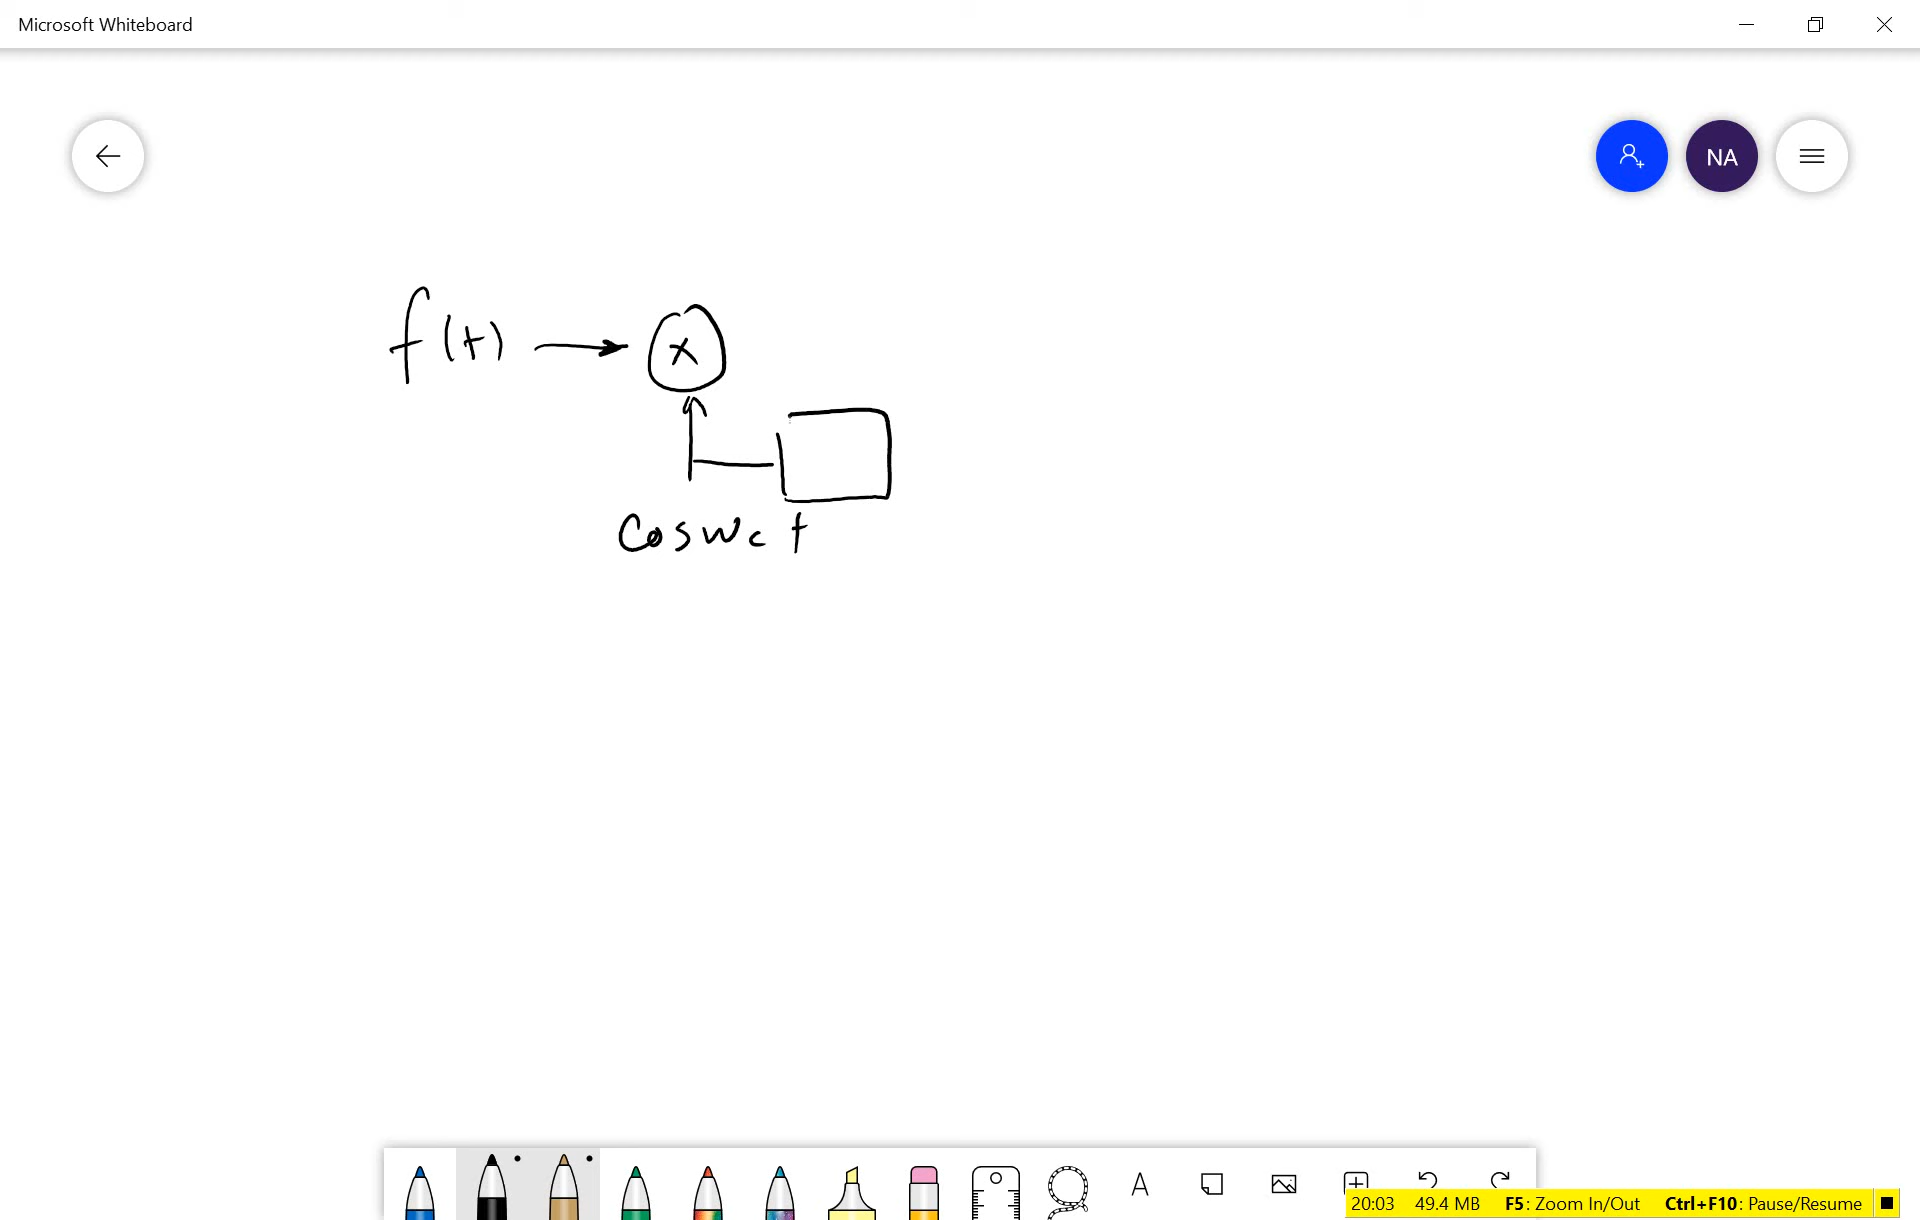 Microsoft Whiteboard
NA
f(t) → x
Cos wc t
A
20:03 49.4 MB F5: Zoom In/Out Ctrl+F10: Pause/Resume